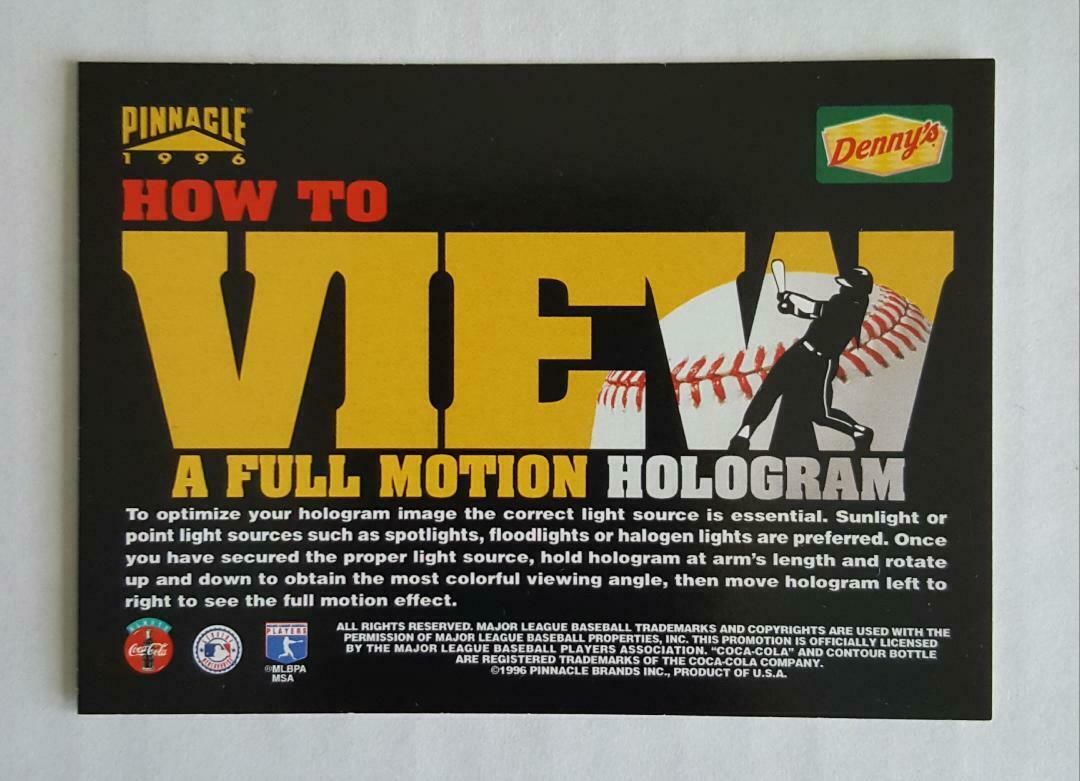 PINNACLE
1996
Denny's
HOW TO
VIEW
A FULL MOTION HOLOGRAM
To optimize your hologram image the correct light source is essential. Sunlight or
point light sources such as spotlights, floodlights or halogen lights are preferred. Once
you have secured the proper light source, hold hologram at arm's length and rotate
up and down to obtain the most colorful viewing angle, then move hologram left to
right to see the full motion effect.
ALWAYS
Coca-Cola
PLAYERS
®MLBPA
MSA
ALL RIGHTS RESERVED. MAJOR LEAGUE BASEBALL TRADEMARKS AND COPYRIGHTS ARE USED WITH THE
PERMISSION OF MAJOR LEAGUE BASEBALL PROPERTIES, INC. THIS PROMOTION IS OFFICIALLY LICENSED
BY THE MAJOR LEAGUE BASEBALL PLAYERS ASSOCIATION. "COCA-COLA" AND CONTOUR BOTTLE
ARE REGISTERED TRADEMARKS OF THE COCA-COLA COMPANY.
©1996 PINNACLE BRANDS INC., PRODUCT OF U.S.A.